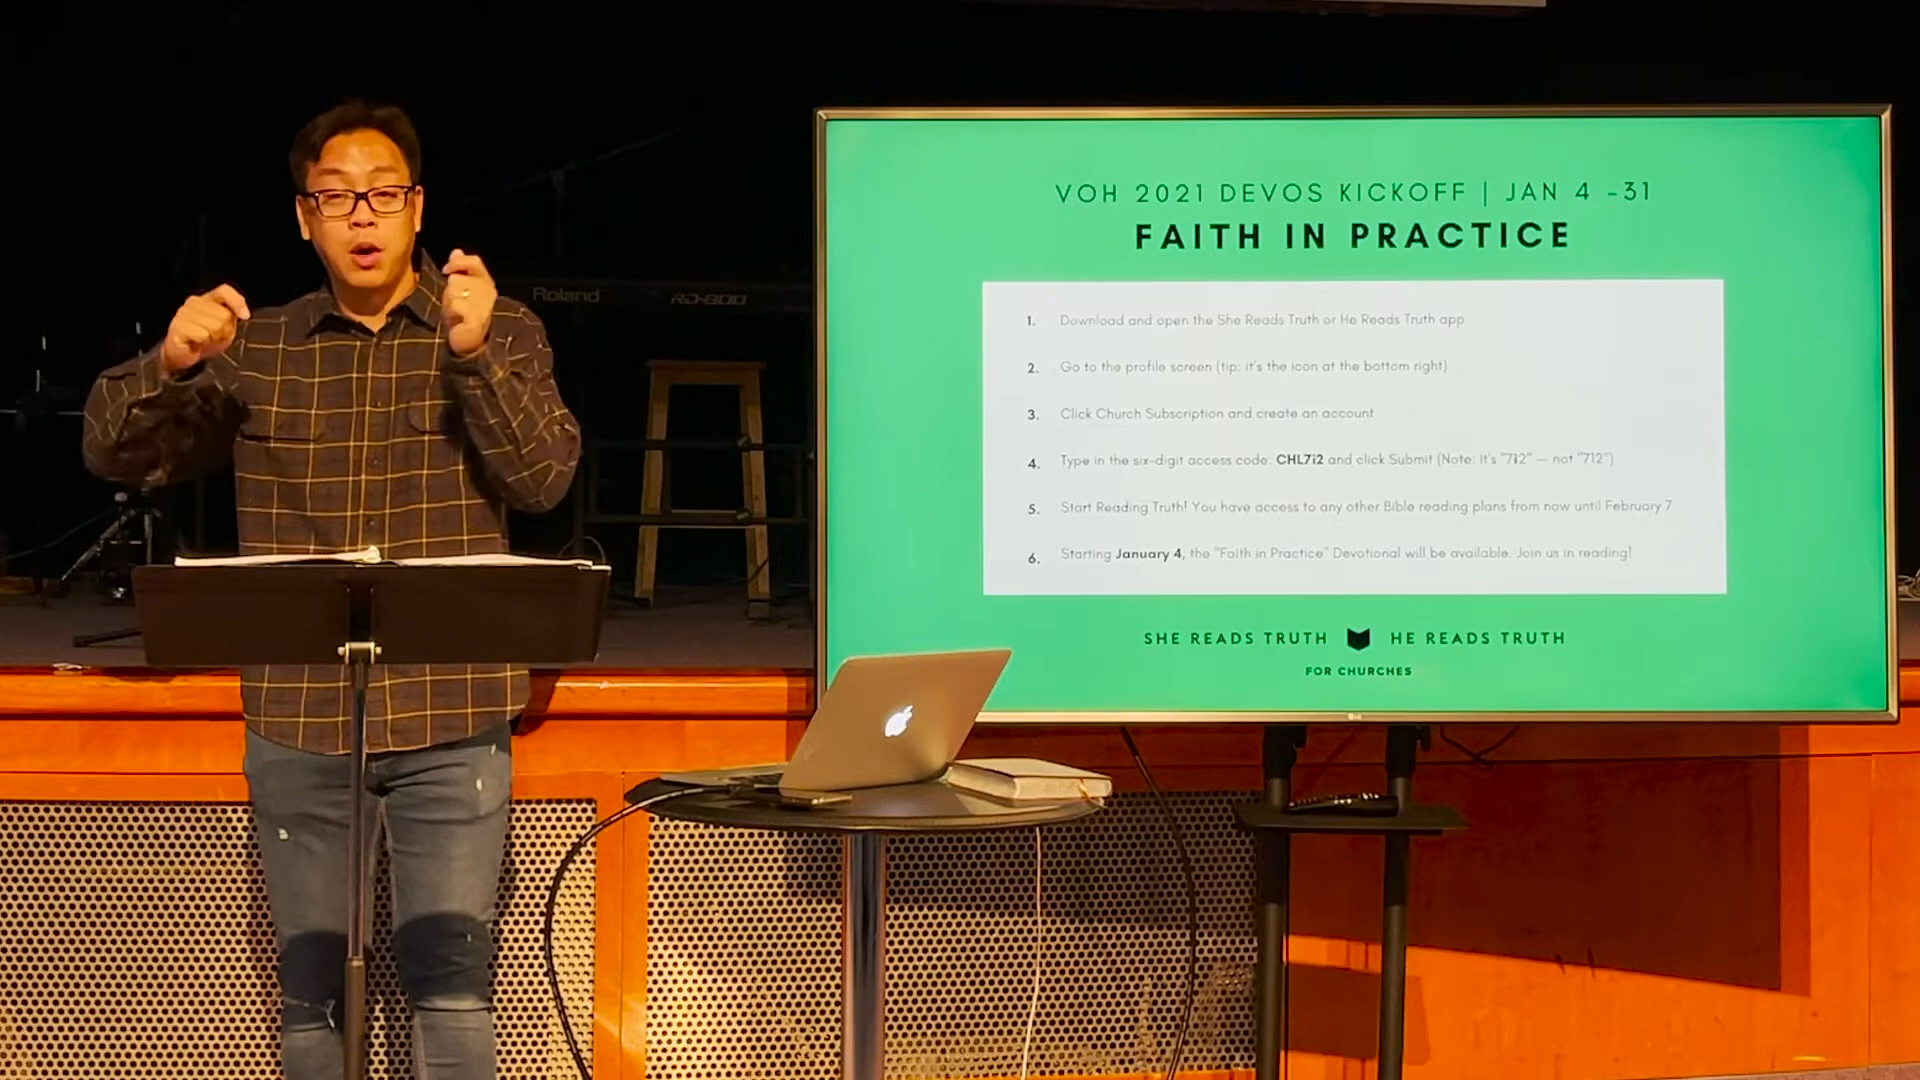 Roland RD-600
VOH 2021 DEVOS KICKOFF | JAN 4 -31
FAITH IN PRACTICE
1. Download and open the She Reads Truth or He Reads Truth app
2. Go to the profile screen (tip: it's the icon at the bottom right)
3. Click Church Subscription and create an account
4. Type in the six-digit access code: CHL7i2 and click Submit (Note: It's "7i2" — not "712")
5. Start Reading Truth! You have access to any other Bible reading plans from now until February 7
6. Starting January 4, the "Faith in Practice" Devotional will be available. Join us in reading!
SHE READS TRUTH HE READS TRUTH
FOR CHURCHES
LG